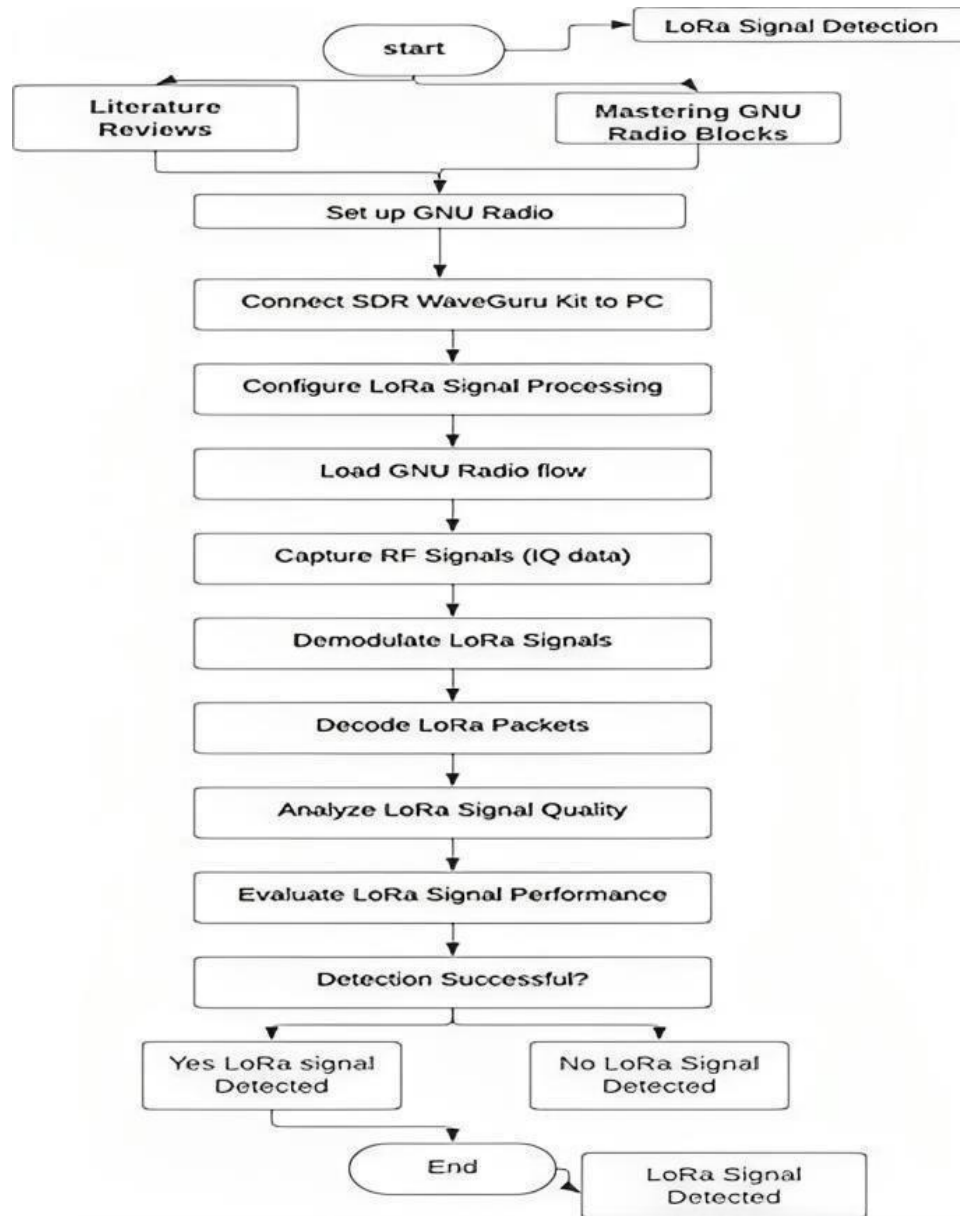 start
LoRa Signal Detection
Literature
Reviews
Mastering GNU
Radio Blocks
Set up GNU Radio
Connect SDR WaveGuru Kit to PC
Configure LoRa Signal Processing
Load GNU Radio flow
Capture RF Signals (IQ data)
Demodulate LoRa Signals
Decode LoRa Packets
Analyze LoRa Signal Quality
Evaluate LoRa Signal Performance
Detection Successful?
Yes LoRa signal
Detected
No LoRa Signal
Detected
End
LoRa Signal
Detected